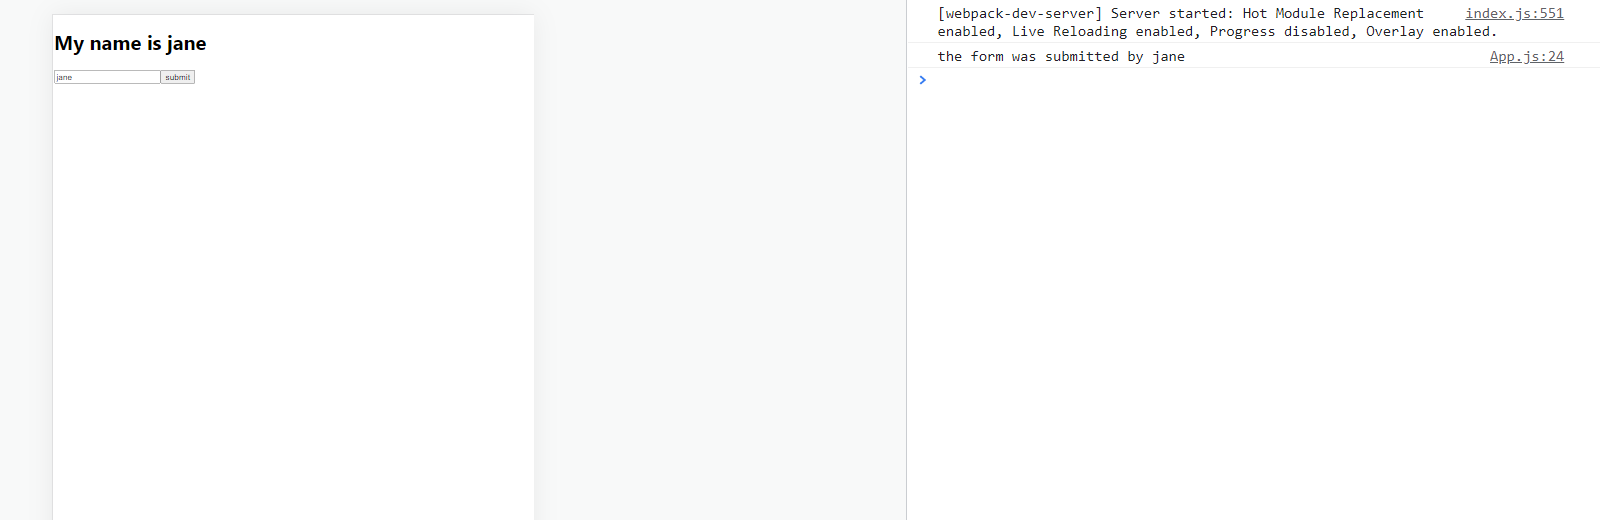 My name is jane
jane submit
[webpack-dev-server] Server started: Hot Module Replacement index.js:551
enabled, Live Reloading enabled, Progress disabled, Overlay enabled.
the form was submitted by jane App.js:24